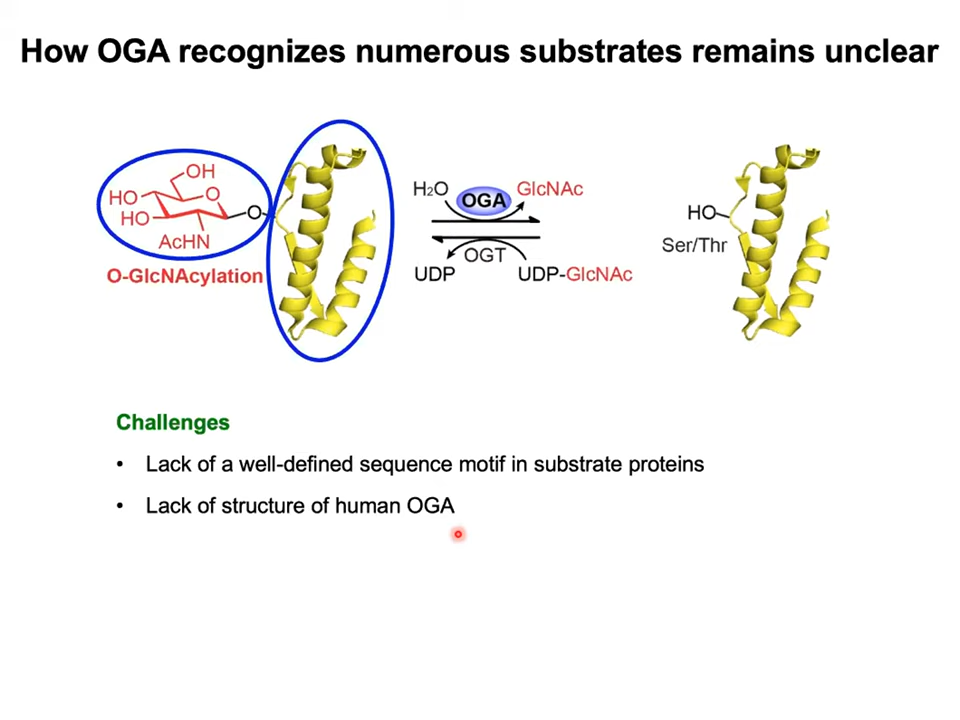 How OGA recognizes numerous substrates remains unclear
OH
HO
O
HO
O
AcHN
O-GlcNAcylation
H₂O
OGA
GlcNAc
OGT
UDP
UDP-GlcNAc
HO
Ser/Thr
Challenges
• Lack of a well-defined sequence motif in substrate proteins
• Lack of structure of human OGA